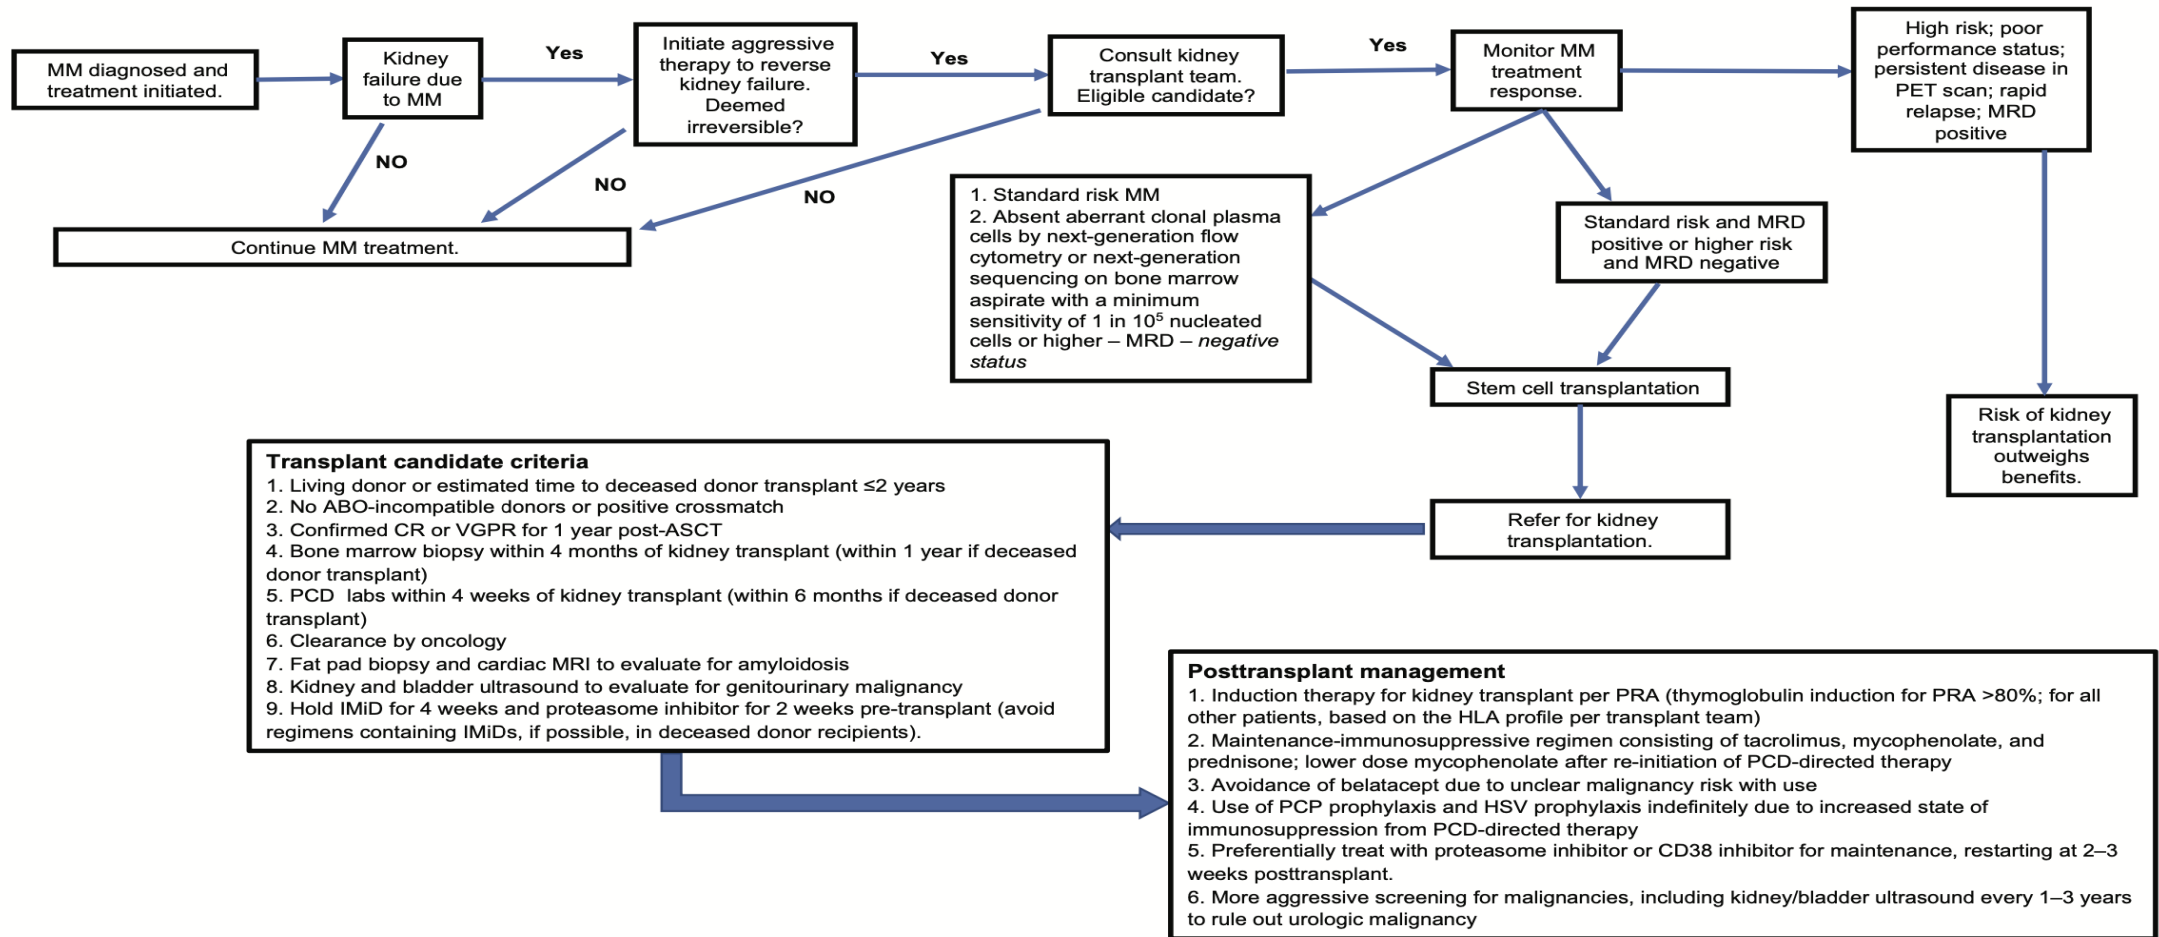 MM diagnosed and
treatment initiated.
Kidney
failure due
to MM
Yes
Initiate aggressive
therapy to reverse
kidney failure.
Deemed
irreversible?
Yes
Consult kidney
transplant team.
Eligible candidate?
Yes
Monitor MM
treatment
response.
High risk; poor
performance status;
persistent disease in
PET scan; rapid
relapse; MRD
positive
NO
NO
NO
Continue MM treatment.
1. Standard risk MM
2. Absent aberrant clonal plasma
cells by next-generation flow
cytometry or next-generation
sequencing on bone marrow
aspirate with a minimum
sensitivity of 1 in 10⁵ nucleated
cells or higher – MRD – negative
status
Standard risk and MRD
positive or higher risk
and MRD negative
Stem cell transplantation
Risk of kidney
transplantation
outweighs
benefits.
Refer for kidney
transplantation.
Transplant candidate criteria
1. Living donor or estimated time to deceased donor transplant ≤2 years
2. No ABO-incompatible donors or positive crossmatch
3. Confirmed CR or VGPR for 1 year post-ASCT
4. Bone marrow biopsy within 4 months of kidney transplant (within 1 year if deceased
donor transplant)
5. PCD labs within 4 weeks of kidney transplant (within 6 months if deceased donor
transplant)
6. Clearance by oncology
7. Fat pad biopsy and cardiac MRI to evaluate for amyloidosis
8. Kidney and bladder ultrasound to evaluate for genitourinary malignancy
9. Hold IMiD for 4 weeks and proteasome inhibitor for 2 weeks pre-transplant (avoid
regimens containing IMiDs, if possible, in deceased donor recipients).
Posttransplant management
1. Induction therapy for kidney transplant per PRA (thymoglobulin induction for PRA >80%; for all
other patients, based on the HLA profile per transplant team)
2. Maintenance-immunosuppressive regimen consisting of tacrolimus, mycophenolate, and
prednisone; lower dose mycophenolate after re-initiation of PCD-directed therapy
3. Avoidance of belatacept due to unclear malignancy risk with use
4. Use of PCP prophylaxis and HSV prophylaxis indefinitely due to increased state of
immunosuppression from PCD-directed therapy
5. Preferentially treat with proteasome inhibitor or CD38 inhibitor for maintenance, restarting at 2–3
weeks posttransplant.
6. More aggressive screening for malignancies, including kidney/bladder ultrasound every 1–3 years
to rule out urologic malignancy